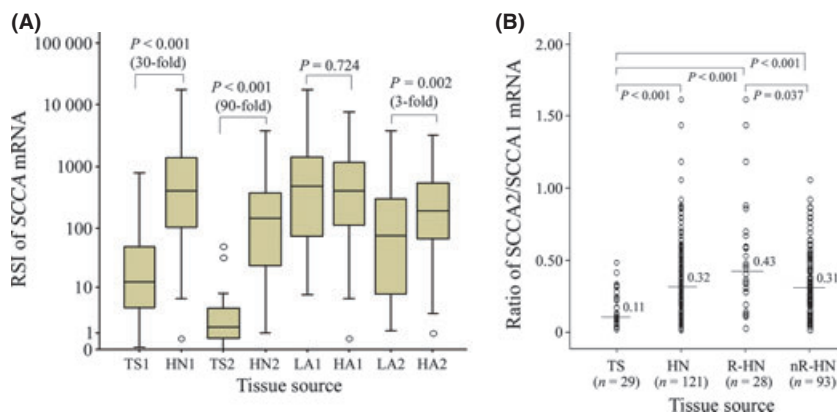 (A)
RSI of SCCA mRNA
100 000
10 000
1000
100
10
1
0
P < 0.001
(30-fold)
P < 0.001
(90-fold)
P = 0.724
P = 0.002
(3-fold)
TS1 HN1 TS2 HN2 LA1 HA1 LA2 HA2
Tissue source
(B)
Ratio of SCCA2/SCCA1 mRNA
2.00
1.50
1.00
0.50
0
P < 0.001
P < 0.001
P < 0.001
P = 0.037
0.11
0.32
0.43
0.31
TS HN R-HN nR-HN
(n = 29) (n = 121) (n = 28) (n = 93)
Tissue source